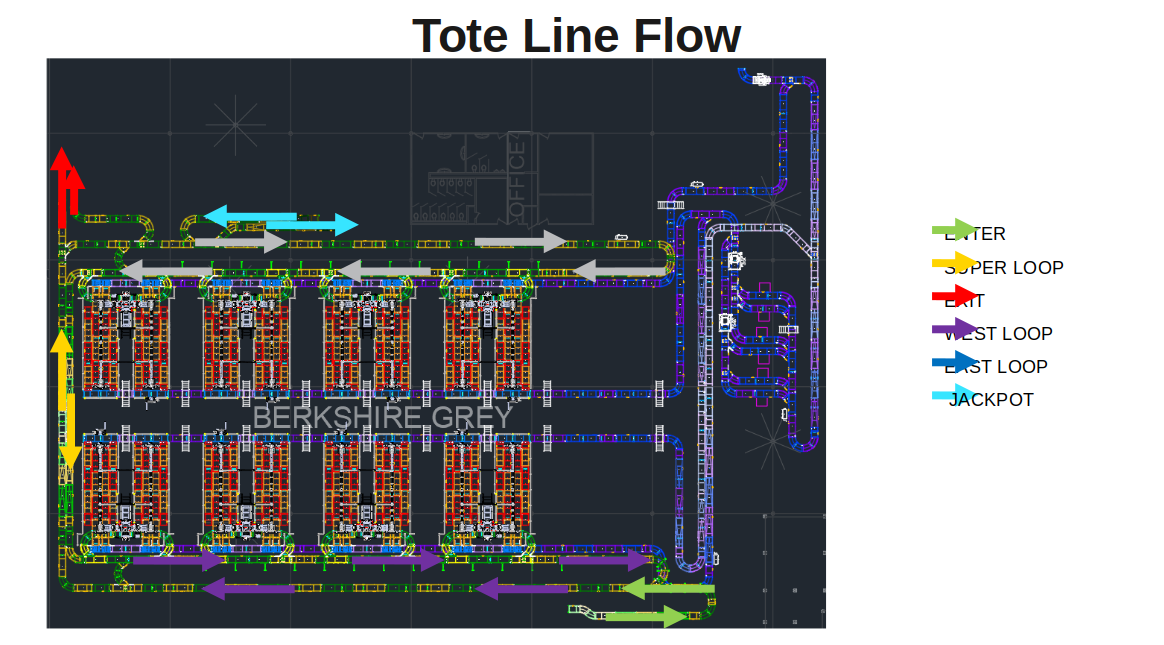 Tote Line Flow
OFFICE
ENTER
SUPER LOOP
EXIT
WEST LOOP
EAST LOOP
JACKPOT
BERKSHIRE GREY